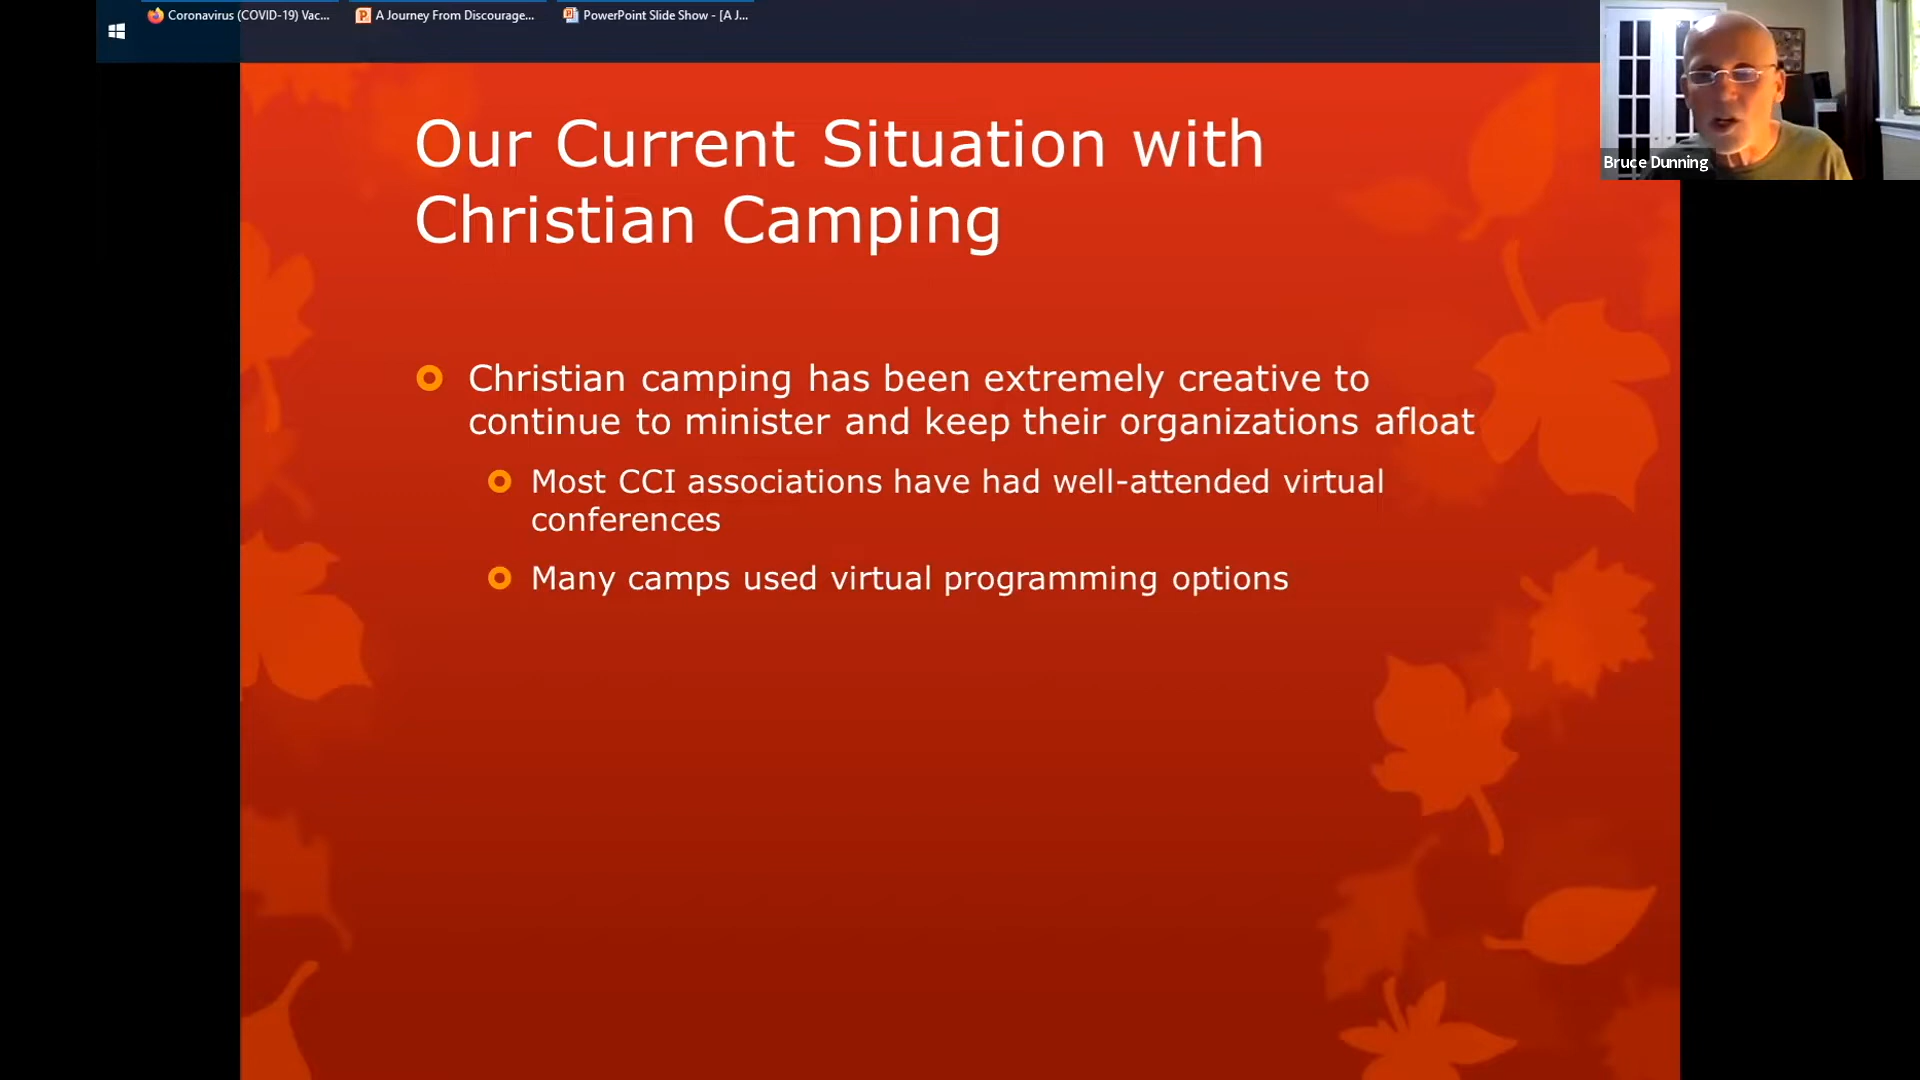 Coronavirus (COVID-19) Vac...
A Journey From Discourage...
PowerPoint Slide Show - [A J...
Bruce Dunning
Our Current Situation with
Christian Camping
Christian camping has been extremely creative to
continue to minister and keep their organizations afloat
Most CCI associations have had well-attended virtual
conferences
Many camps used virtual programming options